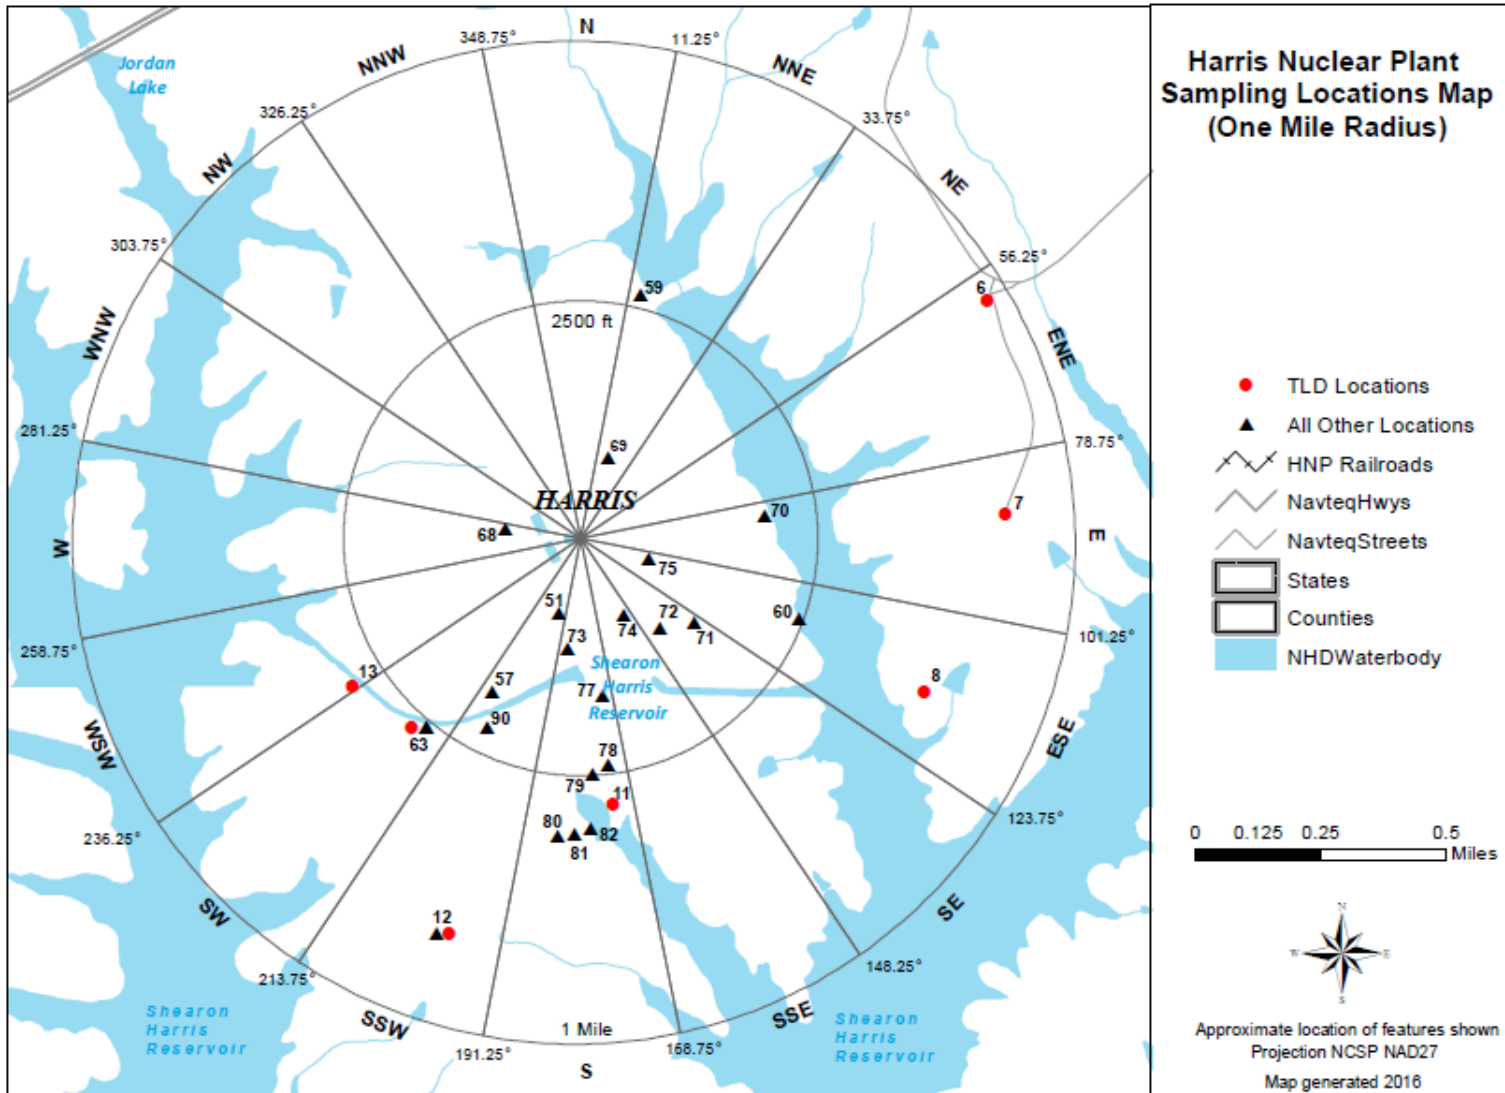 Harris Nuclear Plant
Sampling Locations Map
(One Mile Radius)
N
348.75°
11.25°
NNW
NNE
Jordan
Lake
326.25°
33.75°
NW
NE
303.75°
56.25°
6
59
2500 ft
WNW
ENE
281.25°
78.75°
69
HARRIS
7
70
68
W
E
75
51
72
60
74
71
73
101.25°
258.75°
Shearon
Harris
Reservoir
13
57
77
8
90
63
WSW
ESE
78
79
11
123.75°
80
82
81
236.25°
SW
SE
12
148.25°
213.75°
SSW
SSE
1 Mile
191.25°
168.75°
S
Shearon
Harris
Reservoir
Shearon
Harris
Reservoir
TLD Locations
All Other Locations
HNP Railroads
NavteqHwys
NavteqStreets
States
Counties
NHDWaterbody
0 0.125 0.25 0.5
Miles
N
W E
S
Approximate location of features shown
Projection NCSP NAD27
Map generated 2016